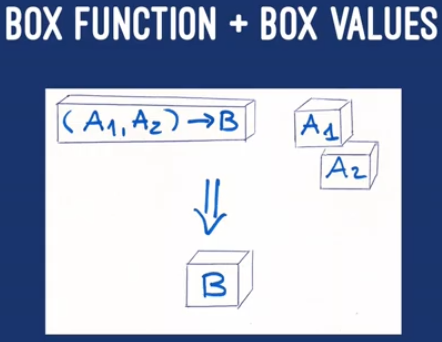 BOX FUNCTION + BOX VALUES
(A1, A2) → B
A1
A2
⇓
B